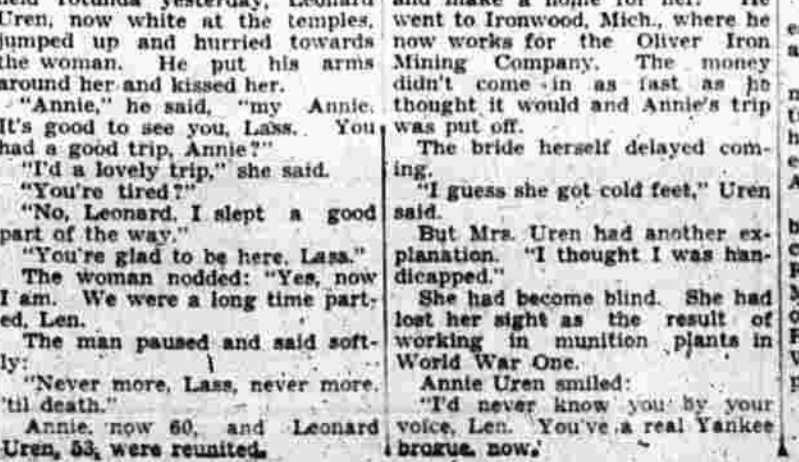 held rotunda yesterday, Leonard
Uren, now white at the temples,
jumped up and hurried towards
the woman. He put his arms
around her and kissed her.
"Annie," he said, "my Annie.
It's good to see you, Lass. You
had a good trip, Annie?"
"I'd a lovely trip," she said.
"You're tired?"
"No, Leonard. I slept a good
part of the way."
"You're glad to be here, Lass."
The woman nodded: "Yes, now
I am. We were a long time part-
ed, Len.
The man paused and said soft-
ly:
"Never more, Lass, never more,
'til death."
Annie, now 60, and Leonard
Uren, 53, were reunited.
and make a home for her. He
went to Ironwood, Mich., where he
now works for the Oliver Iron
Mining Company. The money
didn't come in as fast as he
thought it would and Annie's trip
was put off.
The bride herself delayed com-
ing.
"I guess she got cold feet," Uren
said.
But Mrs. Uren had another ex-
planation. "I thought I was han-
dicapped."
She had become blind. She had
lost her sight as the result of
working in munition plants in
World War One.
Annie Uren smiled:
"I'd never know you by your
voice, Len. You've a real Yankee
brogue, now.'